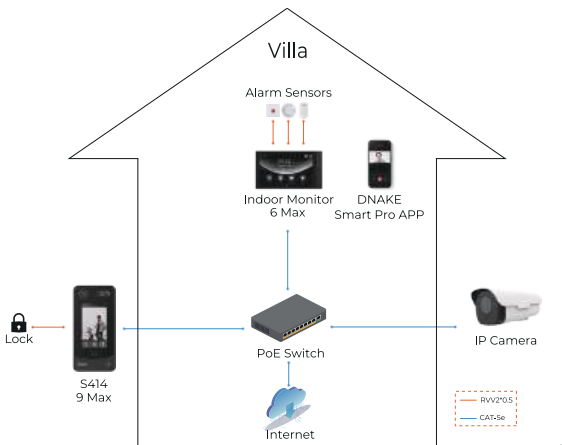 Villa
Alarm Sensors
Indoor Monitor
6 Max
DNAKE
Smart Pro APP
Lock
S414
9 Max
PoE Switch
IP Camera
Internet
RVV2*0.5
CAT-5e